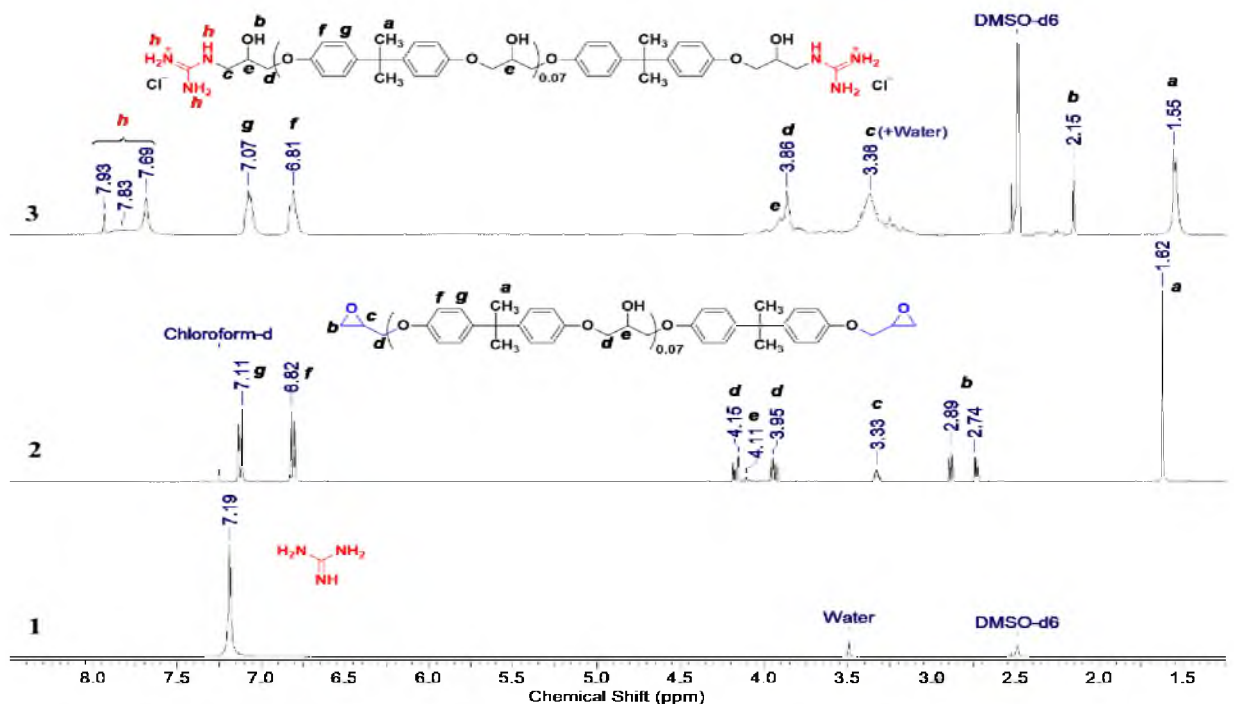 DMSO-d6
h H₂N⁺ H N h b OH c e d O f g a CH₃ CH₃ O OH e O 0.07 CH₃ CH₃ O OH H N NH₂⁺ NH₂
Cl⁻ NH₂ h Cl⁻
h g f d c (+Water) b a
7.93 7.83 7.69 7.07 6.81 e 3.86 3.36 2.15 1.55
3
Chloroform-d
O b c d O f g a CH₃ CH₃ O d OH e O 0.07 CH₃ CH₃ O O
g f d e d c b a
7.11 6.82 4.15 4.11 3.95 3.33 2.89 2.74 1.62
2
7.19
H₂N NH₂
NH
1
Water
DMSO-d6
8.0 7.5 7.0 6.5 6.0 5.5 5.0 4.5 4.0 3.5 3.0 2.5 2.0 1.5
Chemical Shift (ppm)